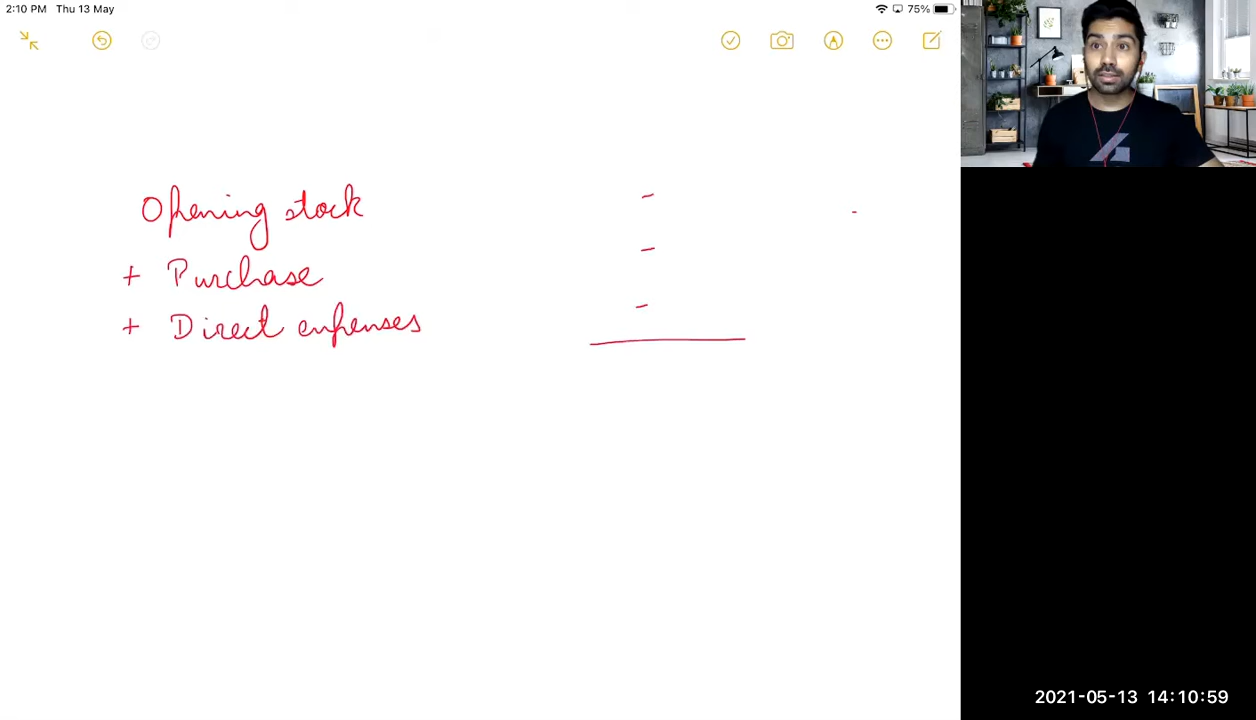 2:10 PM Thu 13 May 75%
Opening stock -
+ Purchase -
+ Direct expenses -
2021-05-13 14:10:59